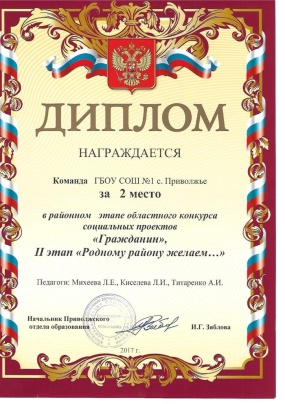 ДИПЛОМ
НАГРАЖДАЕТСЯ
Команда ГБОУ СОШ №1 с. Приволжье
за 2 место
в районном этапе областного конкурса
социальных проектов
«Гражданин»,
II этап «Родному району желаем…»
Педагоги: Михеева Л.Е., Киселева Л.И., Титаренко А.И.
Начальник Приволжского
отдела образования И.Г. Зяблова
2017 г.